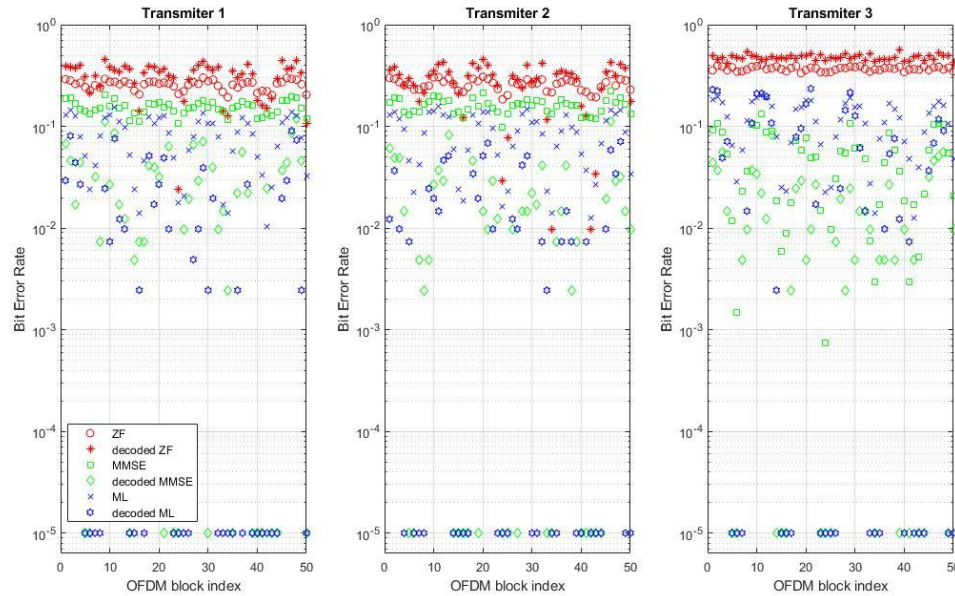 Transmiter 1
Transmiter 2
Transmiter 3
Bit Error Rate
10^0
10^-1
10^-2
10^-3
10^-4
10^-5
ZF
decoded ZF
MMSE
decoded MMSE
ML
decoded ML
0 10 20 30 40 50
OFDM block index
Bit Error Rate
10^0
10^-1
10^-2
10^-3
10^-4
10^-5
0 10 20 30 40 50
OFDM block index
Bit Error Rate
10^0
10^-1
10^-2
10^-3
10^-4
10^-5
0 10 20 30 40 50
OFDM block index